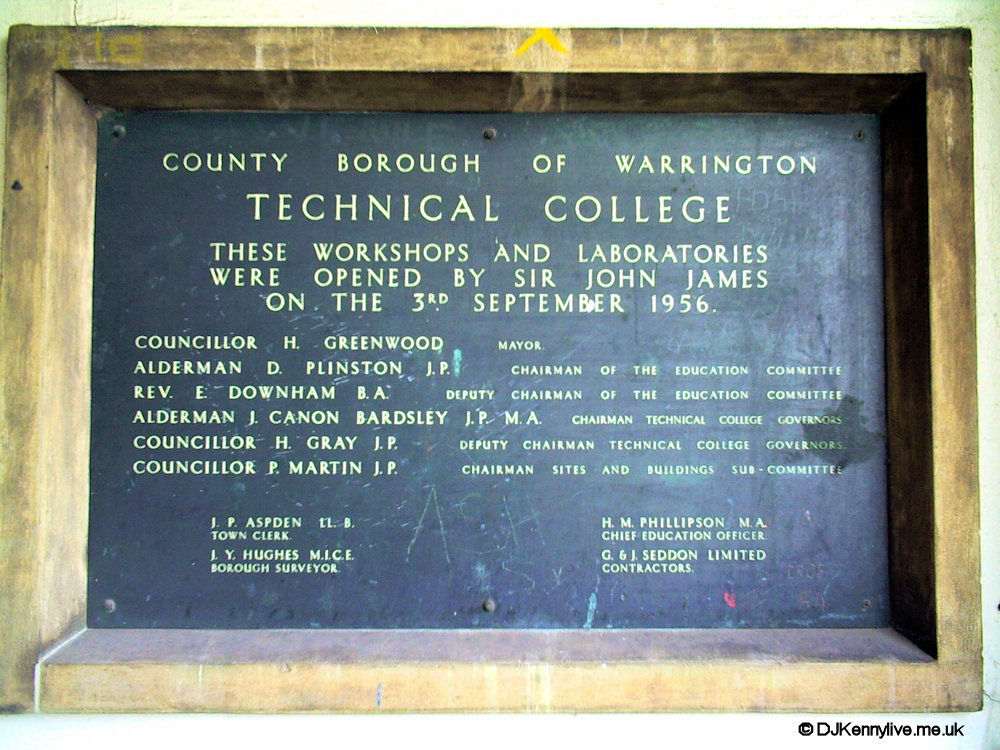 COUNTY BOROUGH OF WARRINGTON
TECHNICAL COLLEGE
THESE WORKSHOPS AND LABORATORIES
WERE OPENED BY SIR JOHN JAMES
ON THE 3RD SEPTEMBER 1956.
COUNCILLOR H. GREENWOOD MAYOR.
ALDERMAN D. PLINSTON J.P. CHAIRMAN OF THE EDUCATION COMMITTEE
REV. E. DOWNHAM B.A. DEPUTY CHAIRMAN OF THE EDUCATION COMMITTEE
ALDERMAN J. CANON BARDSLEY J.P. M.A. CHAIRMAN TECHNICAL COLLEGE GOVERNORS
COUNCILLOR H. GRAY J.P. DEPUTY CHAIRMAN TECHNICAL COLLEGE GOVERNORS.
COUNCILLOR P. MARTIN J.P. CHAIRMAN SITES AND BUILDINGS SUB-COMMITTEE
J. P. ASPDEN LL. B. H. M. PHILLIPSON M.A.
TOWN CLERK. CHIEF EDUCATION OFFICER.
J. Y. HUGHES M.I.C.E. G. & J. SEDDON LIMITED
BOROUGH SURVEYOR. CONTRACTORS.
© DJKennylive.me.uk